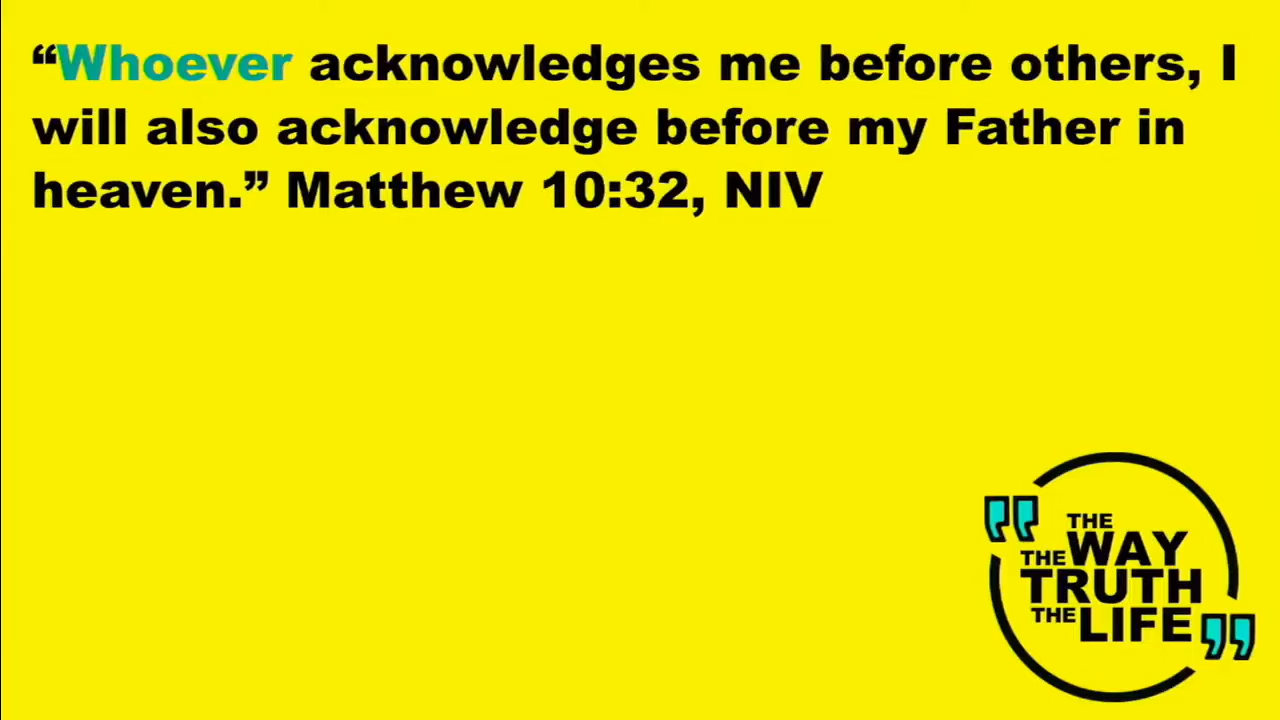 “Whoever acknowledges me before others, I
will also acknowledge before my Father in
heaven.” Matthew 10:32, NIV
"
THE
THE WAY
TRUTH
THE LIFE "